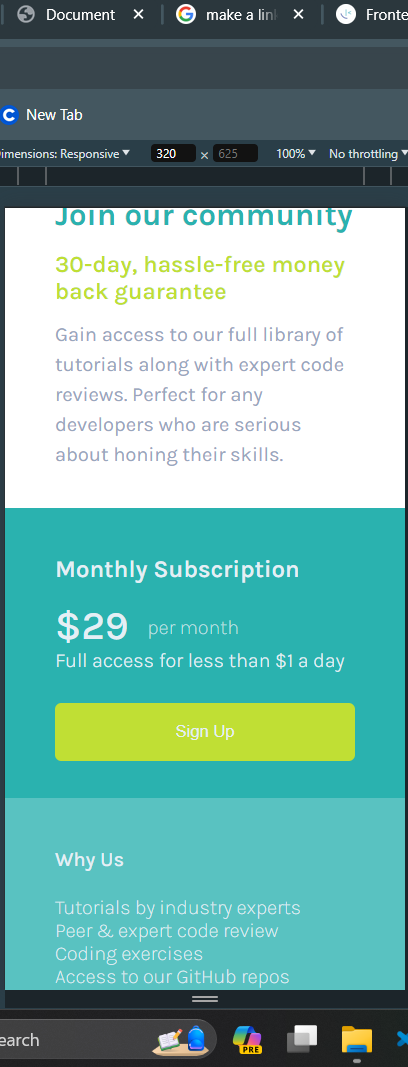 Document
make a lin
Fronte
New Tab
imensions: Responsive
320 × 625
100%
No throttling
Join our community
30-day, hassle-free money
back guarantee
Gain access to our full library of
tutorials along with expert code
reviews. Perfect for any
developers who are serious
about honing their skills.
Monthly Subscription
$29 per month
Full access for less than $1 a day
Sign Up
Why Us
Tutorials by industry experts
Peer & expert code review
Coding exercises
Access to our GitHub repos
earch
PRE